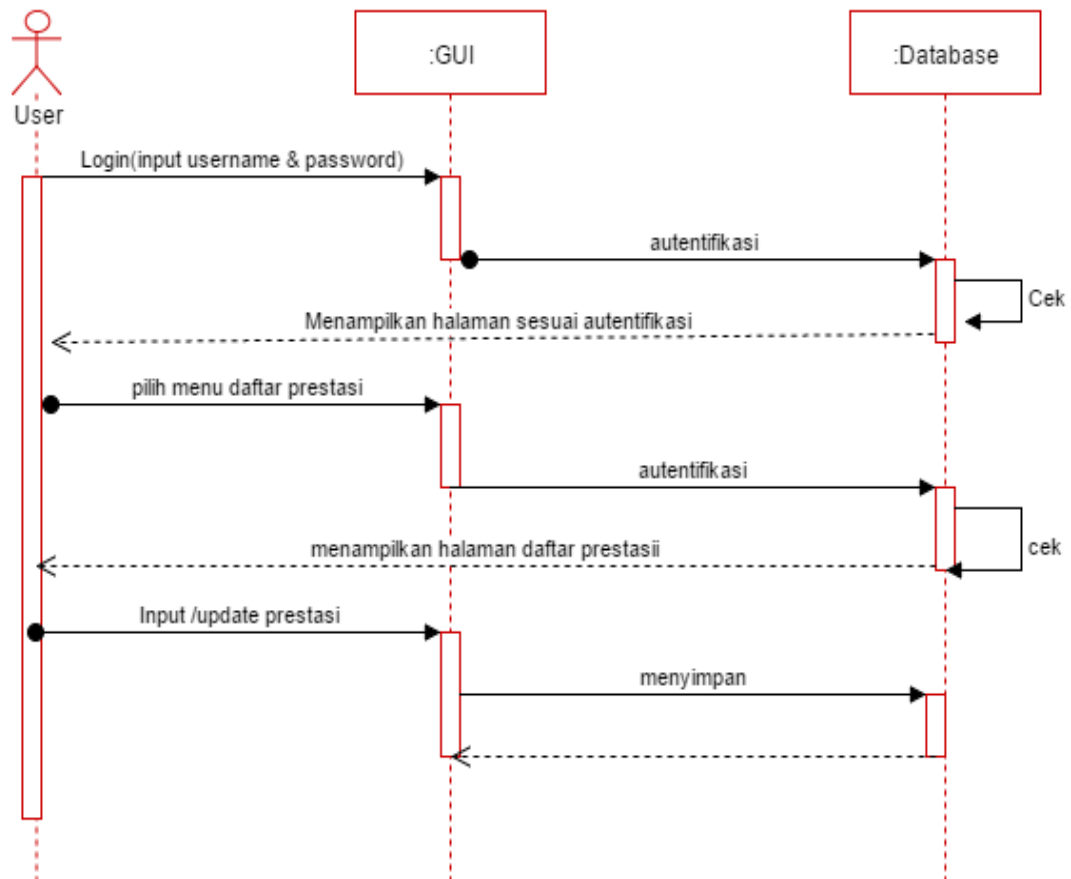 :GUI
:Database
User
Login(input username & password)
autentifikasi
Cek
Menampilkan halaman sesuai autentifikasi
pilih menu daftar prestasi
autentifikasi
cek
menampilkan halaman daftar prestasii
Input /update prestasi
menyimpan